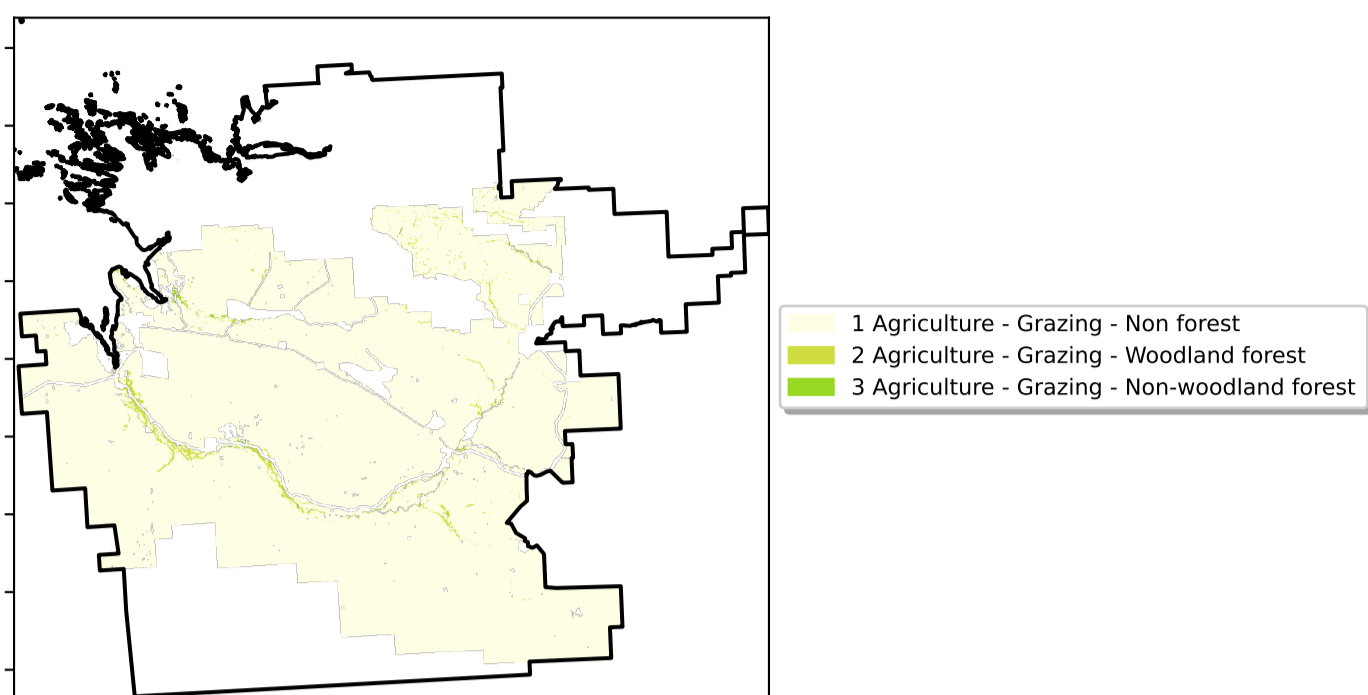 1 Agriculture - Grazing - Non forest
2 Agriculture - Grazing - Woodland forest
3 Agriculture - Grazing - Non-woodland forest